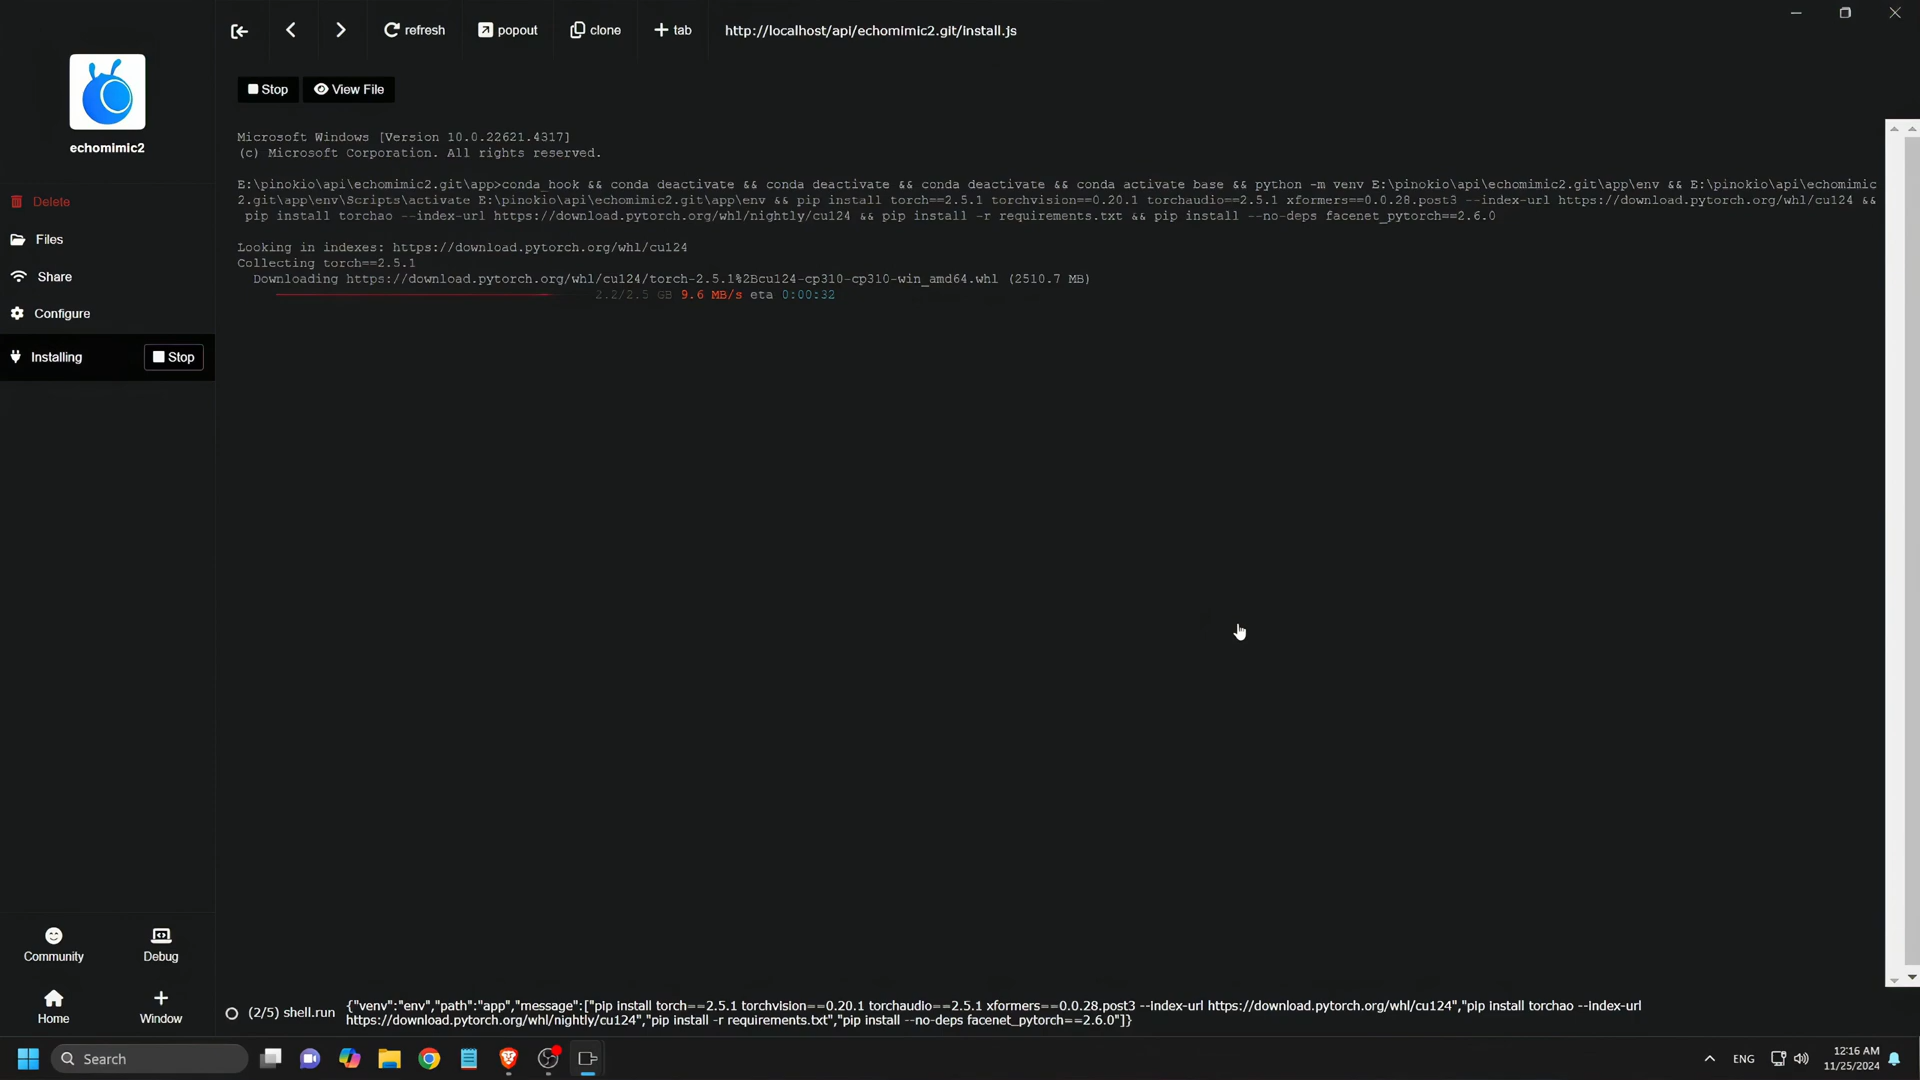 refresh
popout
clone
tab
http://localhost/api/echomimic2.git/install.js
echomimic2
Delete
Files
Share
Configure
Installing
Stop
Stop
View File
Microsoft Windows [Version 10.0.22621.4317]
(c) Microsoft Corporation. All rights reserved.
E:\pinokio\api\echomimic2.git\app>conda_hook && conda deactivate && conda deactivate && conda deactivate && conda activate base && python -m venv E:\pinokio\api\echomimic2.git\app\env && E:\pinokio\api\echomimic
2.git\app\env\Scripts\activate E:\pinokio\api\echomimic2.git\app\env && pip install torch==2.5.1 torchvision==0.20.1 torchaudio==2.5.1 xformers==0.0.28.post3 --index-url https://download.pytorch.org/whl/cu124 &&
pip install torchao --index-url https://download.pytorch.org/whl/nightly/cu124 && pip install -r requirements.txt && pip install --no-deps facenet_pytorch==2.6.0
Looking in indexes: https://download.pytorch.org/whl/cu124
Collecting torch==2.5.1
Downloading https://download.pytorch.org/whl/cu124/torch-2.5.1%2Bcu124-cp310-cp310-win_amd64.whl (2510.7 MB)
2.2/2.5 GB 9.6 MB/s eta 0:00:32
Community
Debug
Home
Window
(2/5) shell.run
{"venv":"env","path":"app","message":["pip install torch==2.5.1 torchvision==0.20.1 torchaudio==2.5.1 xformers==0.0.28.post3 --index-url https://download.pytorch.org/whl/cu124","pip install torchao --index-url
https://download.pytorch.org/whl/nightly/cu124","pip install -r requirements.txt","pip install --no-deps facenet_pytorch==2.6.0"]}
Search
ENG
12:16 AM
11/25/2024